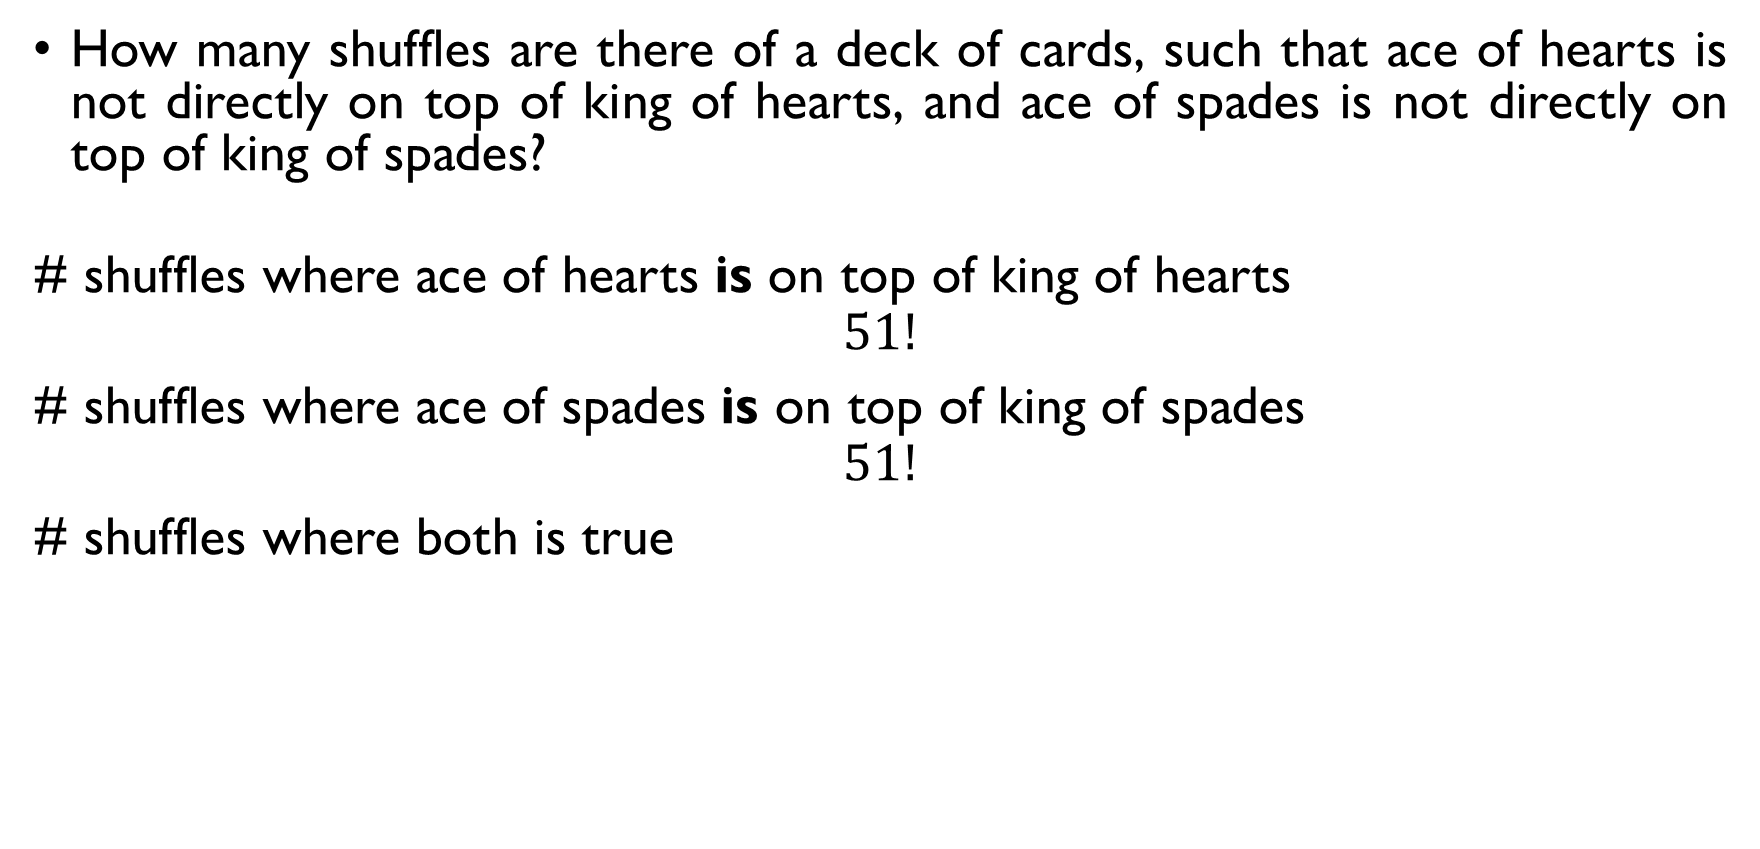 • How many shuffles are there of a deck of cards, such that ace of hearts is
not directly on top of king of hearts, and ace of spades is not directly on
top of king of spades?
# shuffles where ace of hearts is on top of king of hearts
51!
# shuffles where ace of spades is on top of king of spades
51!
# shuffles where both is true